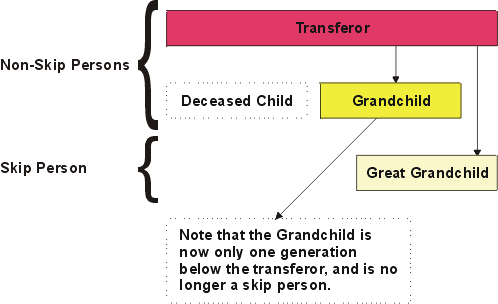 Transferor
Non-Skip Persons
Deceased Child
Grandchild
Skip Person
Great Grandchild
Note that the Grandchild is
now only one generation
below the transferor, and is no
longer a skip person.